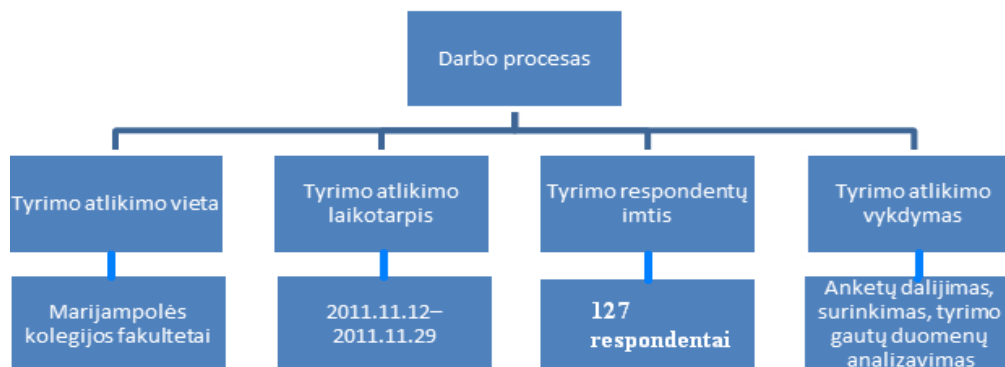 Darbo procesas
Tyrimo atlikimo vieta
Tyrimo atlikimo
laikotarpis
Tyrimo respondentų
imtis
Tyrimo atlikimo
vykdymas
Marijampolės
kolegijos fakultetai
2011.11.12–
2011.11.29
127
respondentai
Anketų dalijimas,
surinkimas, tyrimo
gautų duomenų
analizavimas